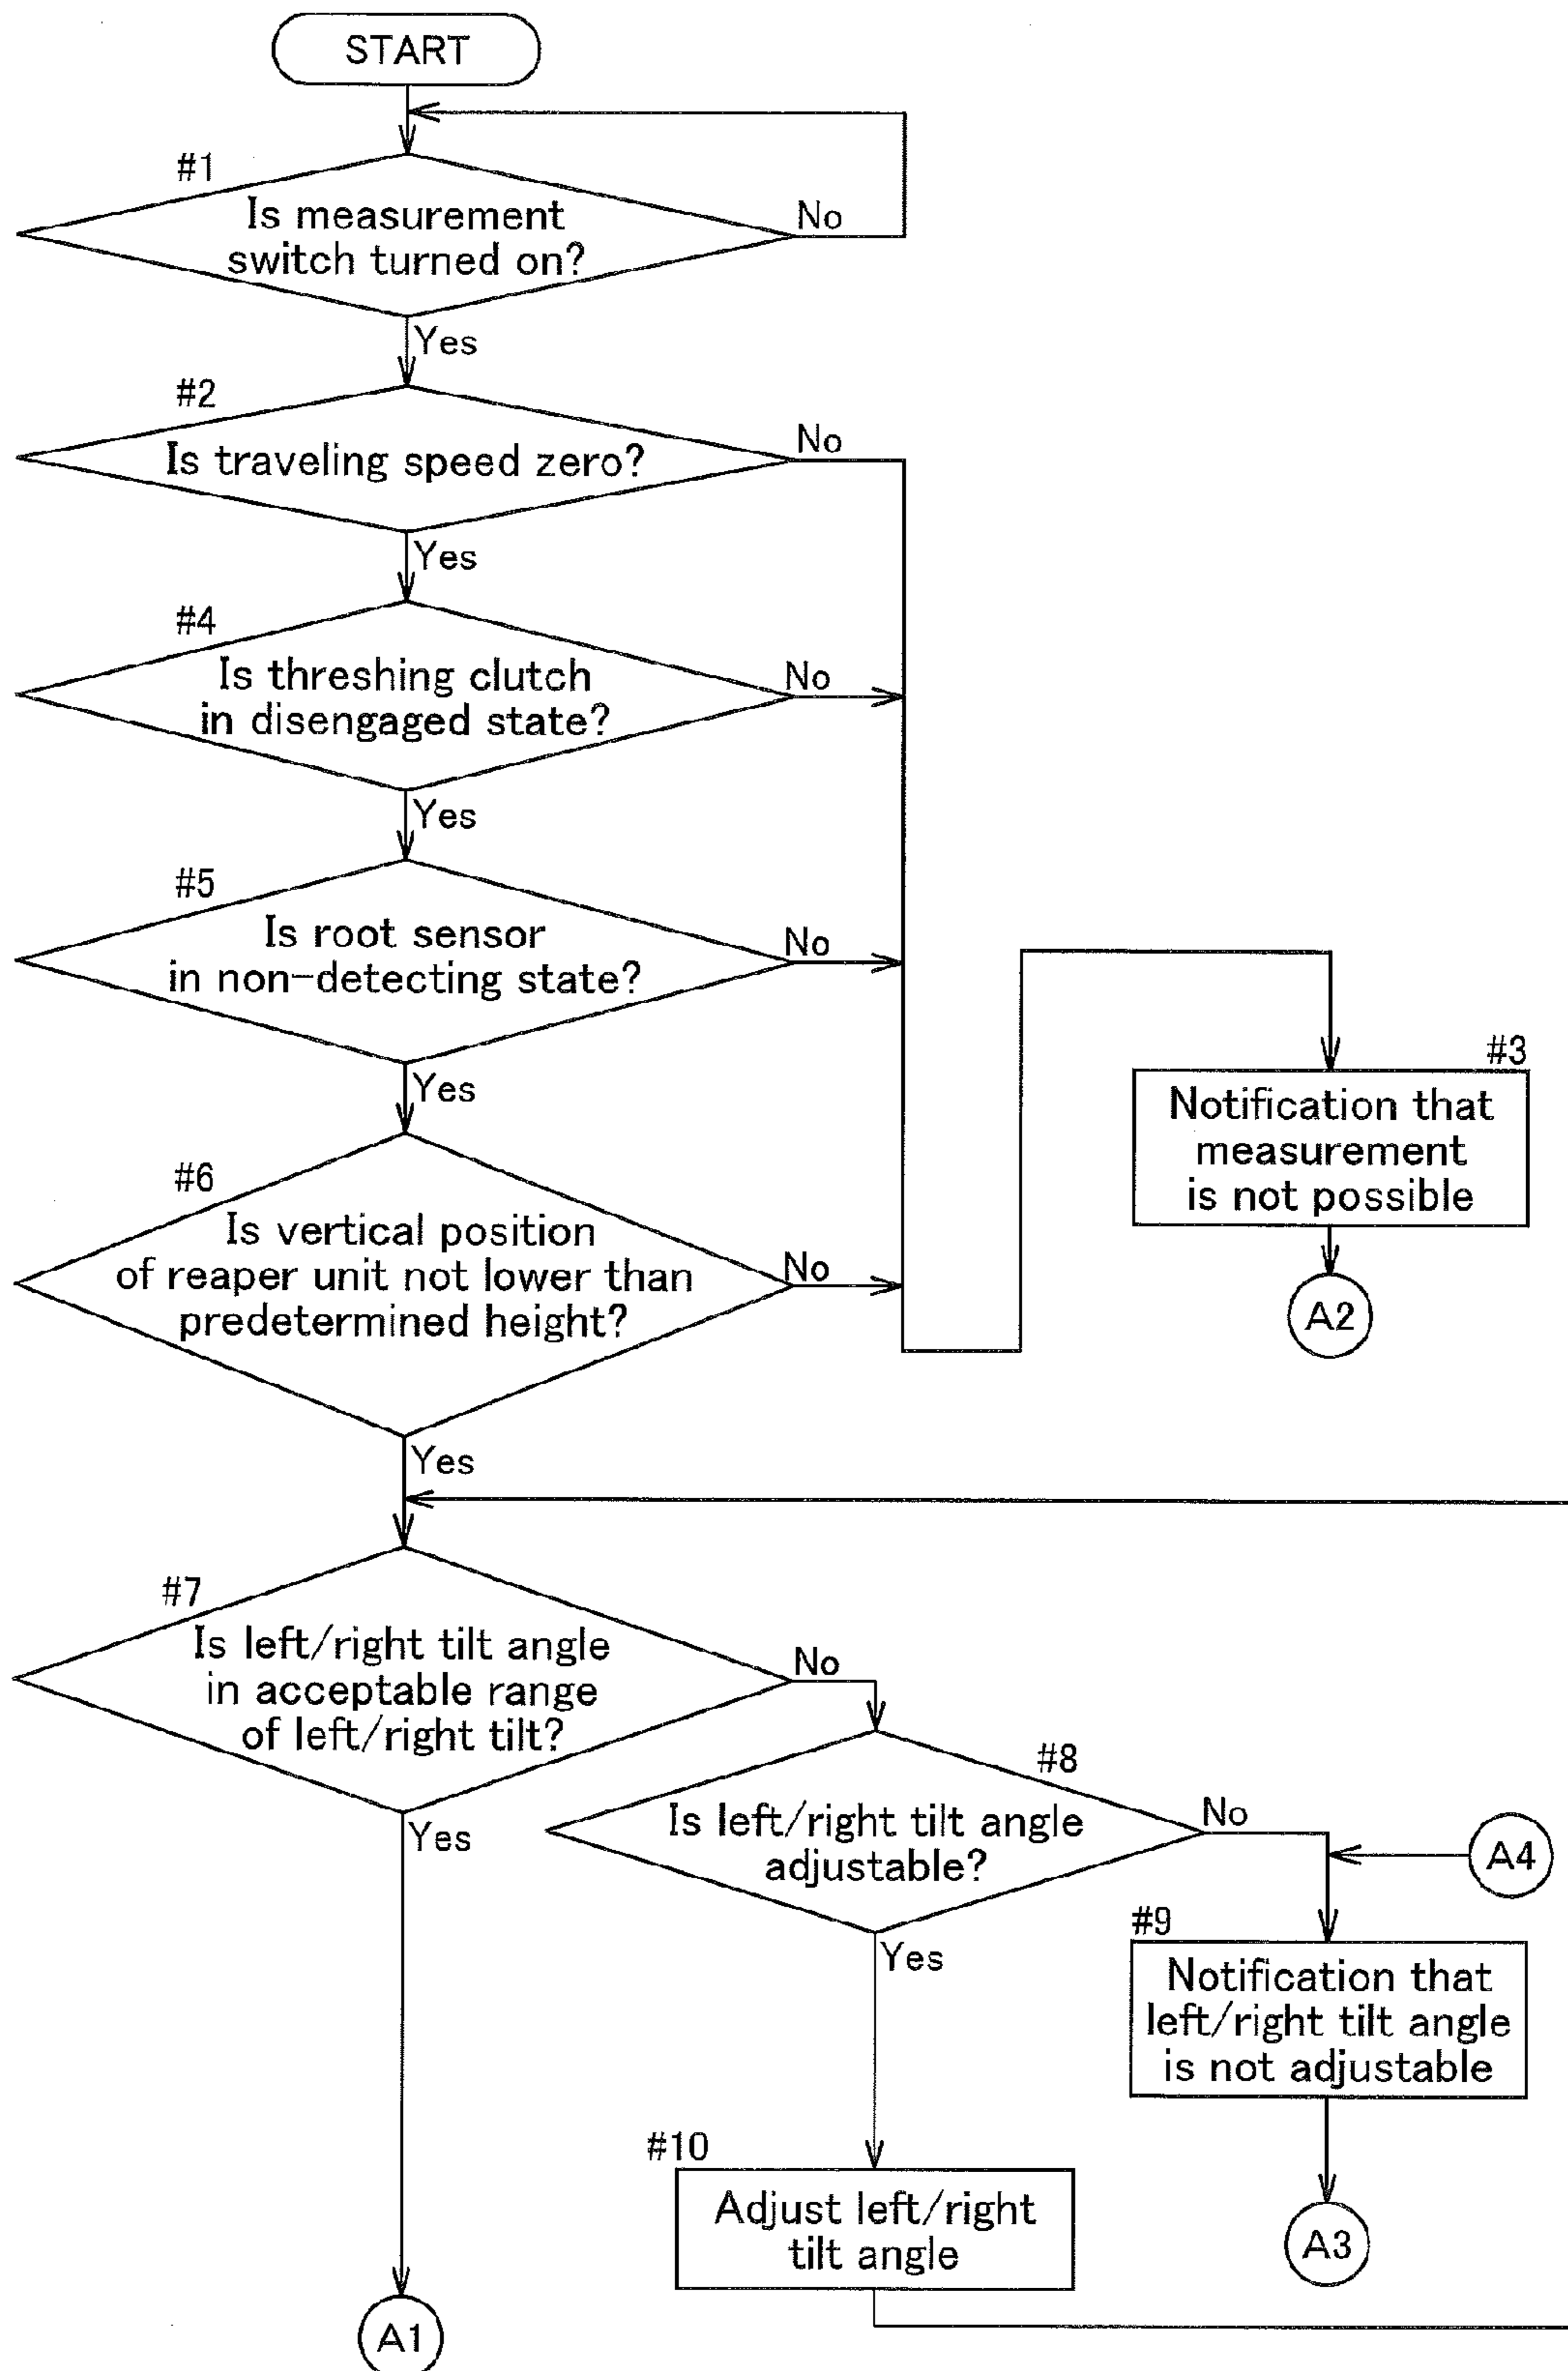 START
#1
Is measurement
switch turned on?
No
Yes
#2
Is traveling speed zero?
No
Yes
#4
Is threshing clutch
in disengaged state?
No
Yes
#5
Is root sensor
in non-detecting state?
No
Yes
#3
Notification that
measurement
is not possible
A2
#6
Is vertical position
of reaper unit not lower than
predetermined height?
No
Yes
#7
Is left/right tilt angle
in acceptable range
of left/right tilt?
No
Yes
#8
Is left/right tilt angle
adjustable?
No
Yes
A4
#9
Notification that
left/right tilt angle
is not adjustable
A3
#10
Adjust left/right
tilt angle
A1